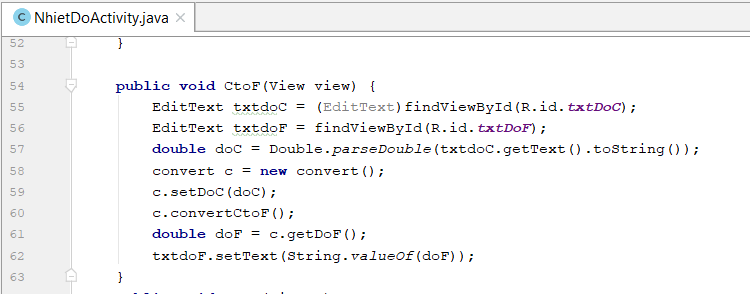 NhietDoActivity.java
52 }
53
54 public void CtoF(View view) {
55 EditText txtdoC = (EditText)findViewById(R.id.txtDoC);
56 EditText txtdoF = findViewById(R.id.txtDoF);
57 double doC = Double.parseDouble(txtdoC.getText().toString());
58 convert c = new convert();
59 c.setDoC(doC);
60 c.convertCtoF();
61 double doF = c.getDoF();
62 txtdoF.setText(String.valueOf(doF));
63 }